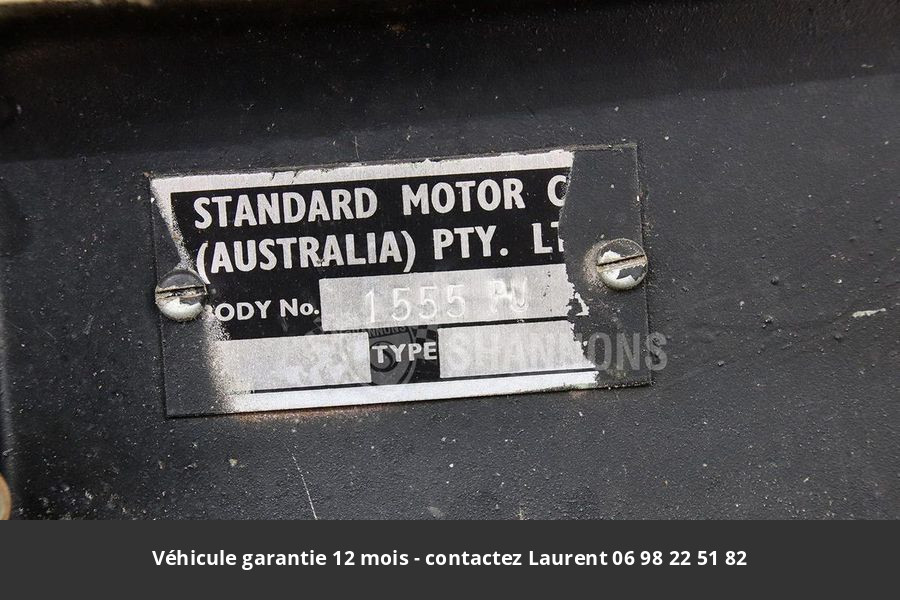 STANDARD MOTOR C
(AUSTRALIA) PTY. LT
ODY No. 1555
SHANNONS
TYPE SHANNONS
Véhicule garantie 12 mois - contactez Laurent 06 98 22 51 82